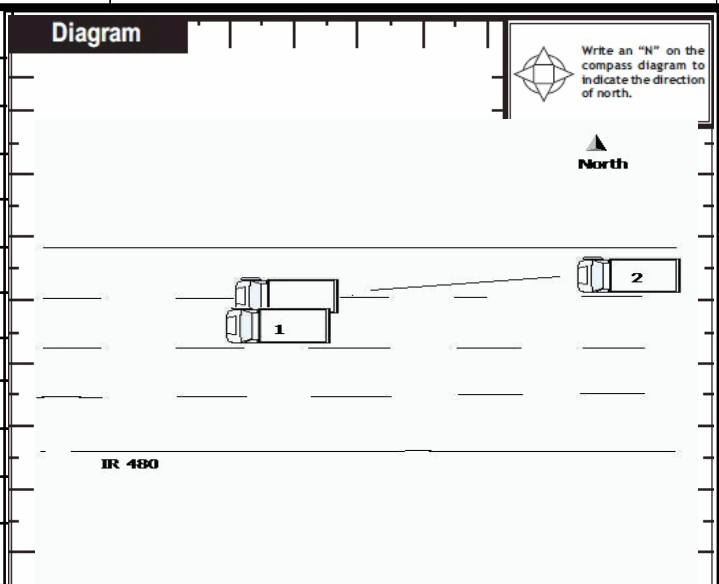 Diagram
Write an “N” on the
compass diagram to
indicate the direction
of north.
North
2
1
IR 480